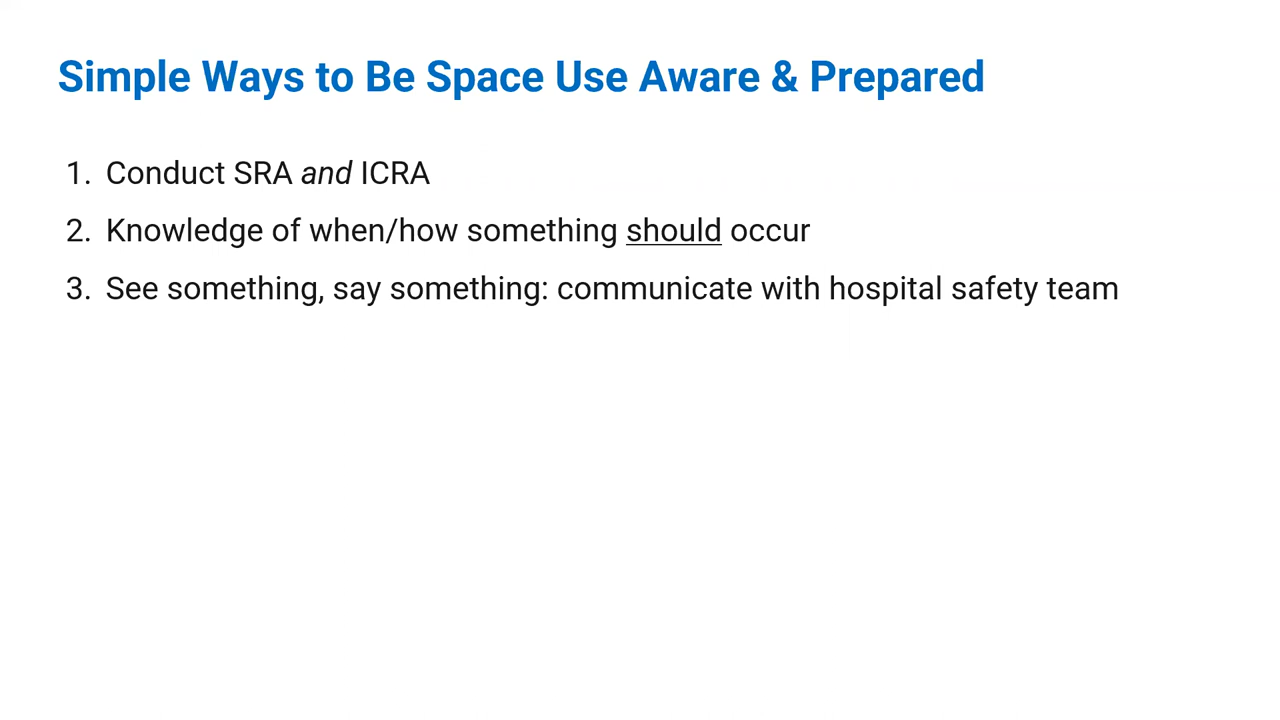 Simple Ways to Be Space Use Aware & Prepared
1. Conduct SRA and ICRA
2. Knowledge of when/how something should occur
3. See something, say something: communicate with hospital safety team